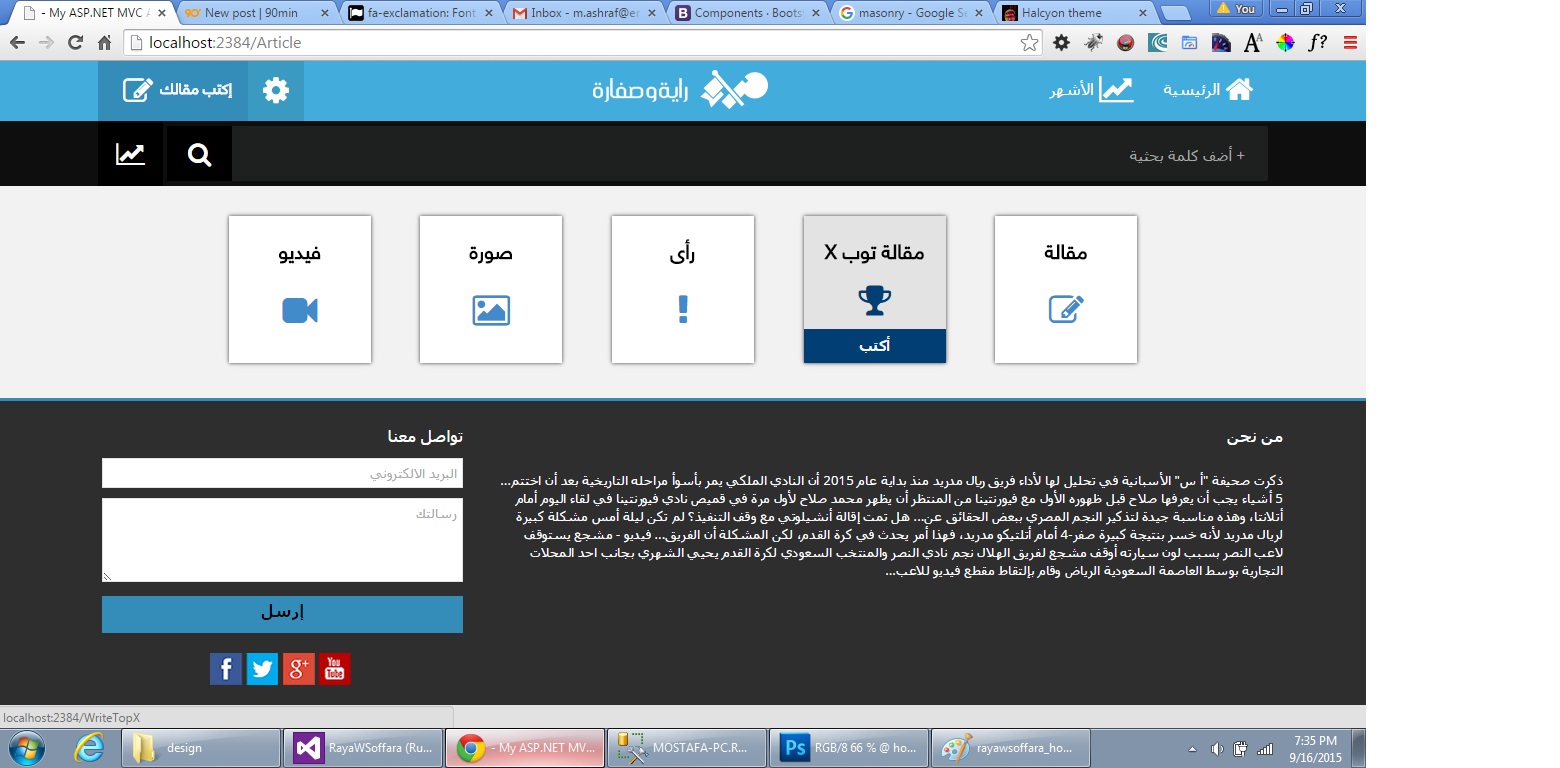 - My ASP.NET MVC A
New post | 90min
fa-exclamation: Font
Inbox - m.ashraf@er
Components · Boots
masonry - Google Se
Halcyon theme
You
localhost:2384/Article
f?
الرئيسية
الأشهر
راية و صفارة
إكتب مقالك
+ أضف كلمة بحثية
مقالة
مقالة توب X
رأى
صورة
فيديو
أكتب
من نحن
ذكرت صحيفة "أ س" الأسبانية في تحليل لها لأداء فريق ريال مدريد منذ بداية عام 2015 أن النادي الملكي يمر بأسوأ مراحله التاريخية بعد أن اختتم...
5 أشياء يجب أن يعرفها صلاح قبل ظهوره الأول مع فيورنتينا من المنتظر أن يظهر محمد صلاح لأول مرة في قميص نادي فيورنتينا في لقاء اليوم أمام
أتلانتا، وهذه مناسبة جيدة لتذكير النجم المصري ببعض الحقائق عن... هل تمت إقالة أنشيلوتي مع وقف التنفيذ؟ لم تكن ليلة أمس مشكلة كبيرة
لريال مدريد لأنه خسر بنتيجة كبيرة صفر-4 أمام أتلتيكو مدريد، فهذا أمر يحدث في كرة القدم، لكن المشكلة أن الفريق... فيديو - مشجع يستوقف
لاعب النصر بسبب لون سيارته أوقف مشجع لفريق الهلال نجم نادي النصر والمنتخب السعودي لكرة القدم يحيي الشهري بجانب احد المحلات
التجارية بوسط العاصمة السعودية الرياض وقام بإلتقاط مقطع فيديو للاعب...
تواصل معنا
البريد الالكتروني
رسالتك
إرسل
You
Tube
g+
f
localhost:2384/WriteTopX
design
RayaWSoffara (Ru...
- My ASP.NET MV...
MOSTAFA-PC.R...
Ps
RGB/8 66 % @ ho...
rayawsoffara_ho...
7:35 PM
9/16/2015